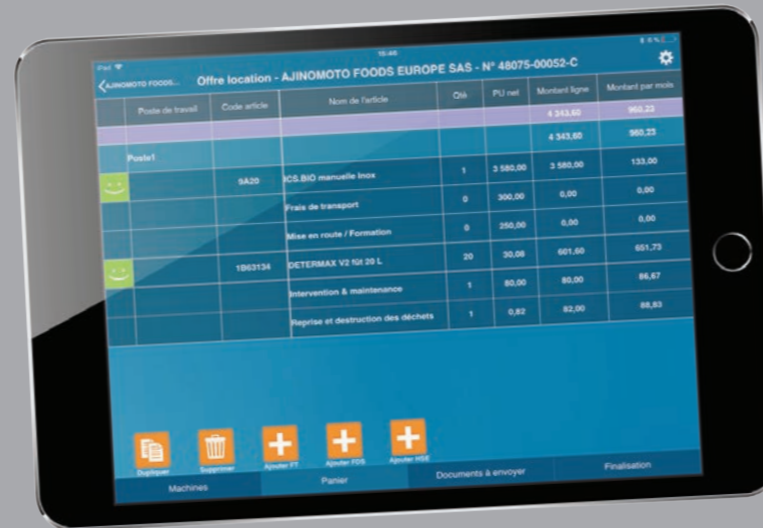 iPad 15:46 8 %
AJINOMOTO FOODS... Offre location - AJINOMOTO FOODS EUROPE SAS - N° 48075-00052-C
Poste de travail Code article Nom de l'article Qté PU net Montant ligne Montant par mois
4 343,60 960,23
Poste1 4 343,60 960,23
9A20 ICS.BIO manuelle Inox 1 3 580,00 3 580,00 133,00
Frais de transport 0 300,00 0,00 0,00
Mise en route / Formation 0 250,00 0,00 0,00
1B63134 DETERMAX V2 fût 20 L 20 30,08 601,60 651,73
Intervention & maintenance 1 80,00 80,00 86,67
Reprise et destruction des déchets 1 0,82 82,00 88,83
Dupliquer Supprimer Ajouter FT Ajouter FDS Ajouter HSE
Machines Panier Documents à envoyer Finalisation